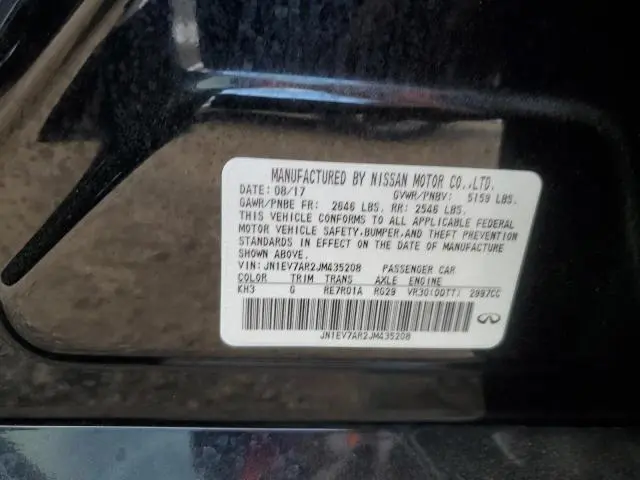 MANUFACTURED BY NISSAN MOTOR CO.,LTD.
DATE: 08/17 GVWR/PNBV: 5159 LBS.
GAWR/PNBE FR: 2646 LBS. RR: 2546 LBS.
THIS VEHICLE CONFORMS TO ALL APPLICABLE FEDERAL
MOTOR VEHICLE SAFETY,BUMPER,AND THEFT PREVENTION
STANDARDS IN EFFECT ON THE DATE OF MANUFACTURE
SHOWN ABOVE.
VIN: JN1EV7AR2JM435208 PASSENGER CAR
COLOR TRIM TRANS AXLE ENGINE
KH3 G RE7R01A RG29 VR30(DDTT) 2997CC
JN1EV7AR2JM435208